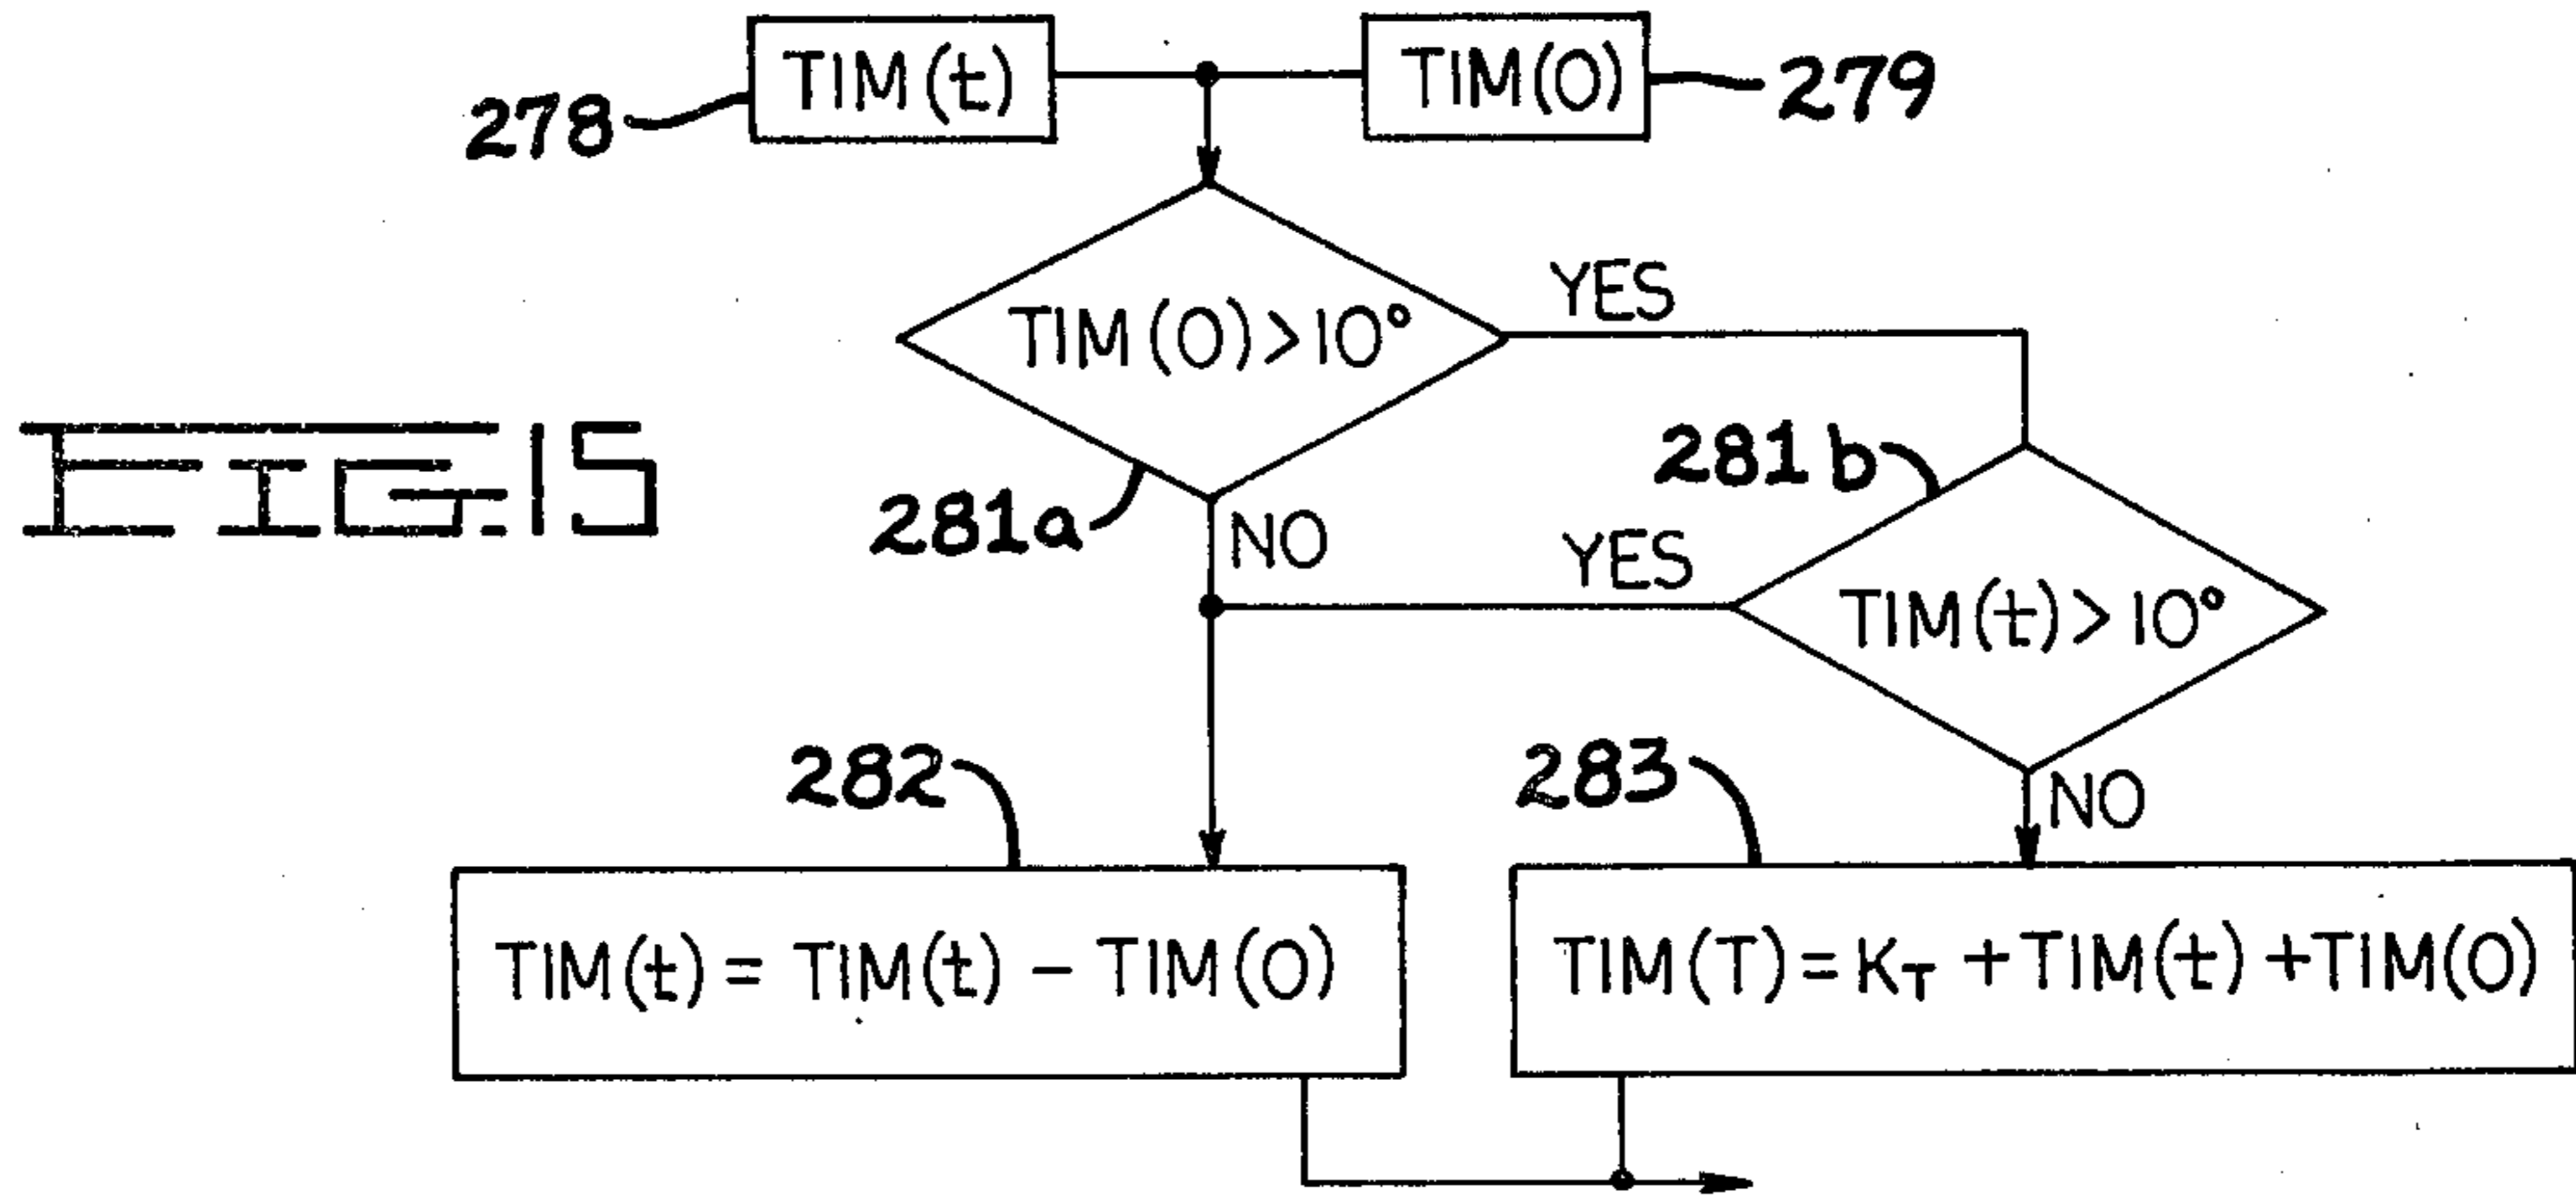 TIM(t)
TIM(0)
278
279
TIM(0)>10°
YES
FIG.15
281a
NO
281b
YES
TIM(t)>10°
282
283
NO
TIM(t) = TIM(t) - TIM(0)
TIM(T) = K_T + TIM(t) + TIM(0)